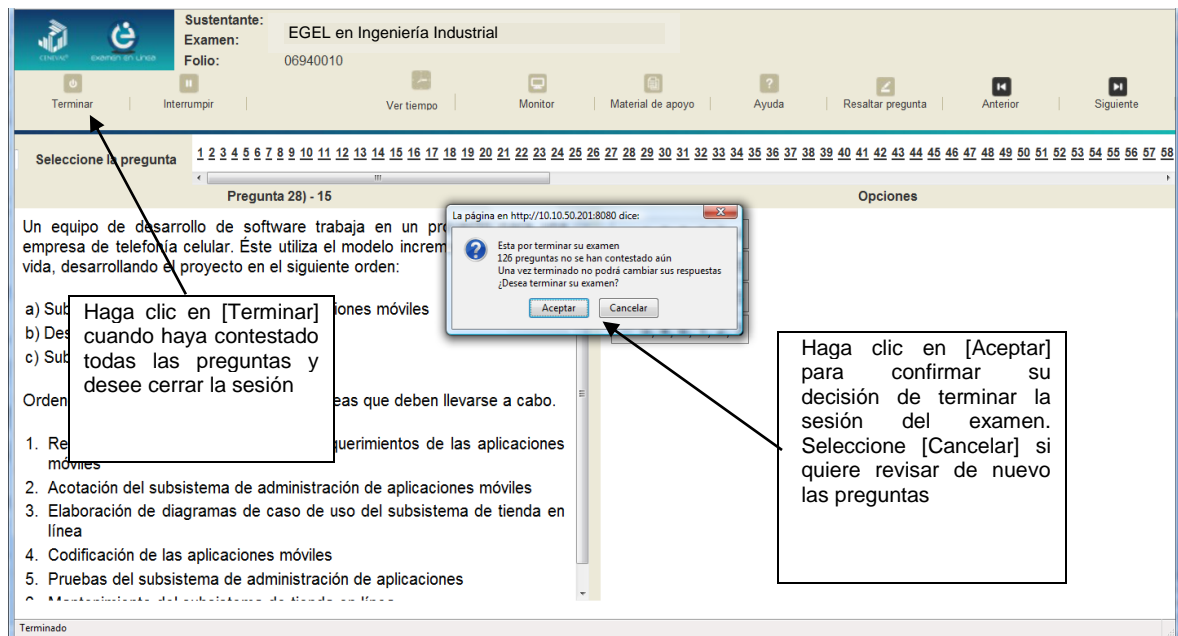 Sustentante:
Examen: EGEL en Ingeniería Industrial
Folio: 06940010
CENEVAL
examen en línea
Terminar Interrumpir Ver tiempo Monitor Material de apoyo Ayuda Resaltar pregunta Anterior Siguiente
Seleccione la pregunta 1 2 3 4 5 6 7 8 9 10 11 12 13 14 15 16 17 18 19 20 21 22 23 24 25 26 27 28 29 30 31 32 33 34 35 36 37 38 39 40 41 42 43 44 45 46 47 48 49 50 51 52 53 54 55 56 57 58
Pregunta 28) - 15 Opciones
Un equipo de desarrollo de software trabaja en un
empresa de telefonía celular. Éste utiliza el modelo
vida, desarrollando el proyecto en el siguiente orden:
a) móviles
b)
c)
que deben llevarse a cabo.
1. de las aplicaciones
móviles
2. Acotación del subsistema de administración de aplicaciones móviles
3. Elaboración de diagramas de caso de uso del subsistema de tienda en
línea
4. Codificación de las aplicaciones móviles
5. Pruebas del subsistema de administración de aplicaciones
La página en http://10.10.50.201:8080 dice:
Esta por terminar su examen
126 preguntas no se han contestado aún
Una vez terminado no podrá cambiar sus respuestas
¿Desea terminar su examen?
Aceptar Cancelar
Haga clic en [Terminar]
cuando haya contestado
todas las preguntas y
desee cerrar la sesión
Haga clic en [Aceptar]
para confirmar su
decisión de terminar la
sesión del examen.
Seleccione [Cancelar] si
quiere revisar de nuevo
las preguntas
Terminado